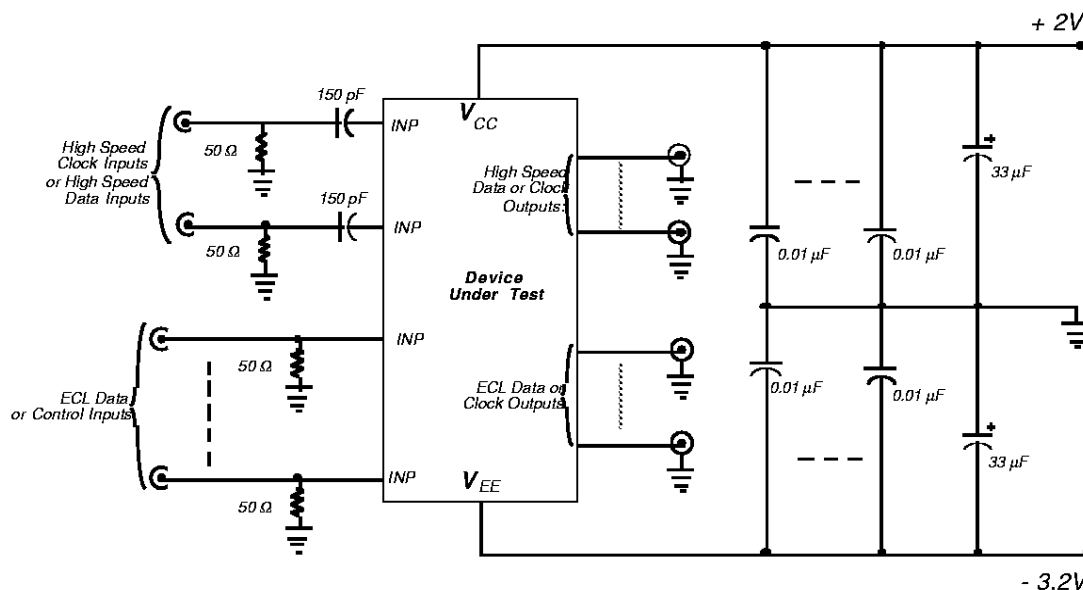 + 2V
150 pF
INP
V CC
50 Ω
High Speed
Clock Inputs
or High Speed
Data Inputs
High Speed
Data or Clock
Outputs:
+
33 µF
150 pF
INP
50 Ω
0.01 µF
0.01 µF
Device
Under Test
INP
50 Ω
0.01 µF
0.01 µF
ECL Data
or Control Inputs
ECL Data or
Clock Outputs
+
33 µF
INP
V EE
50 Ω
- 3.2V